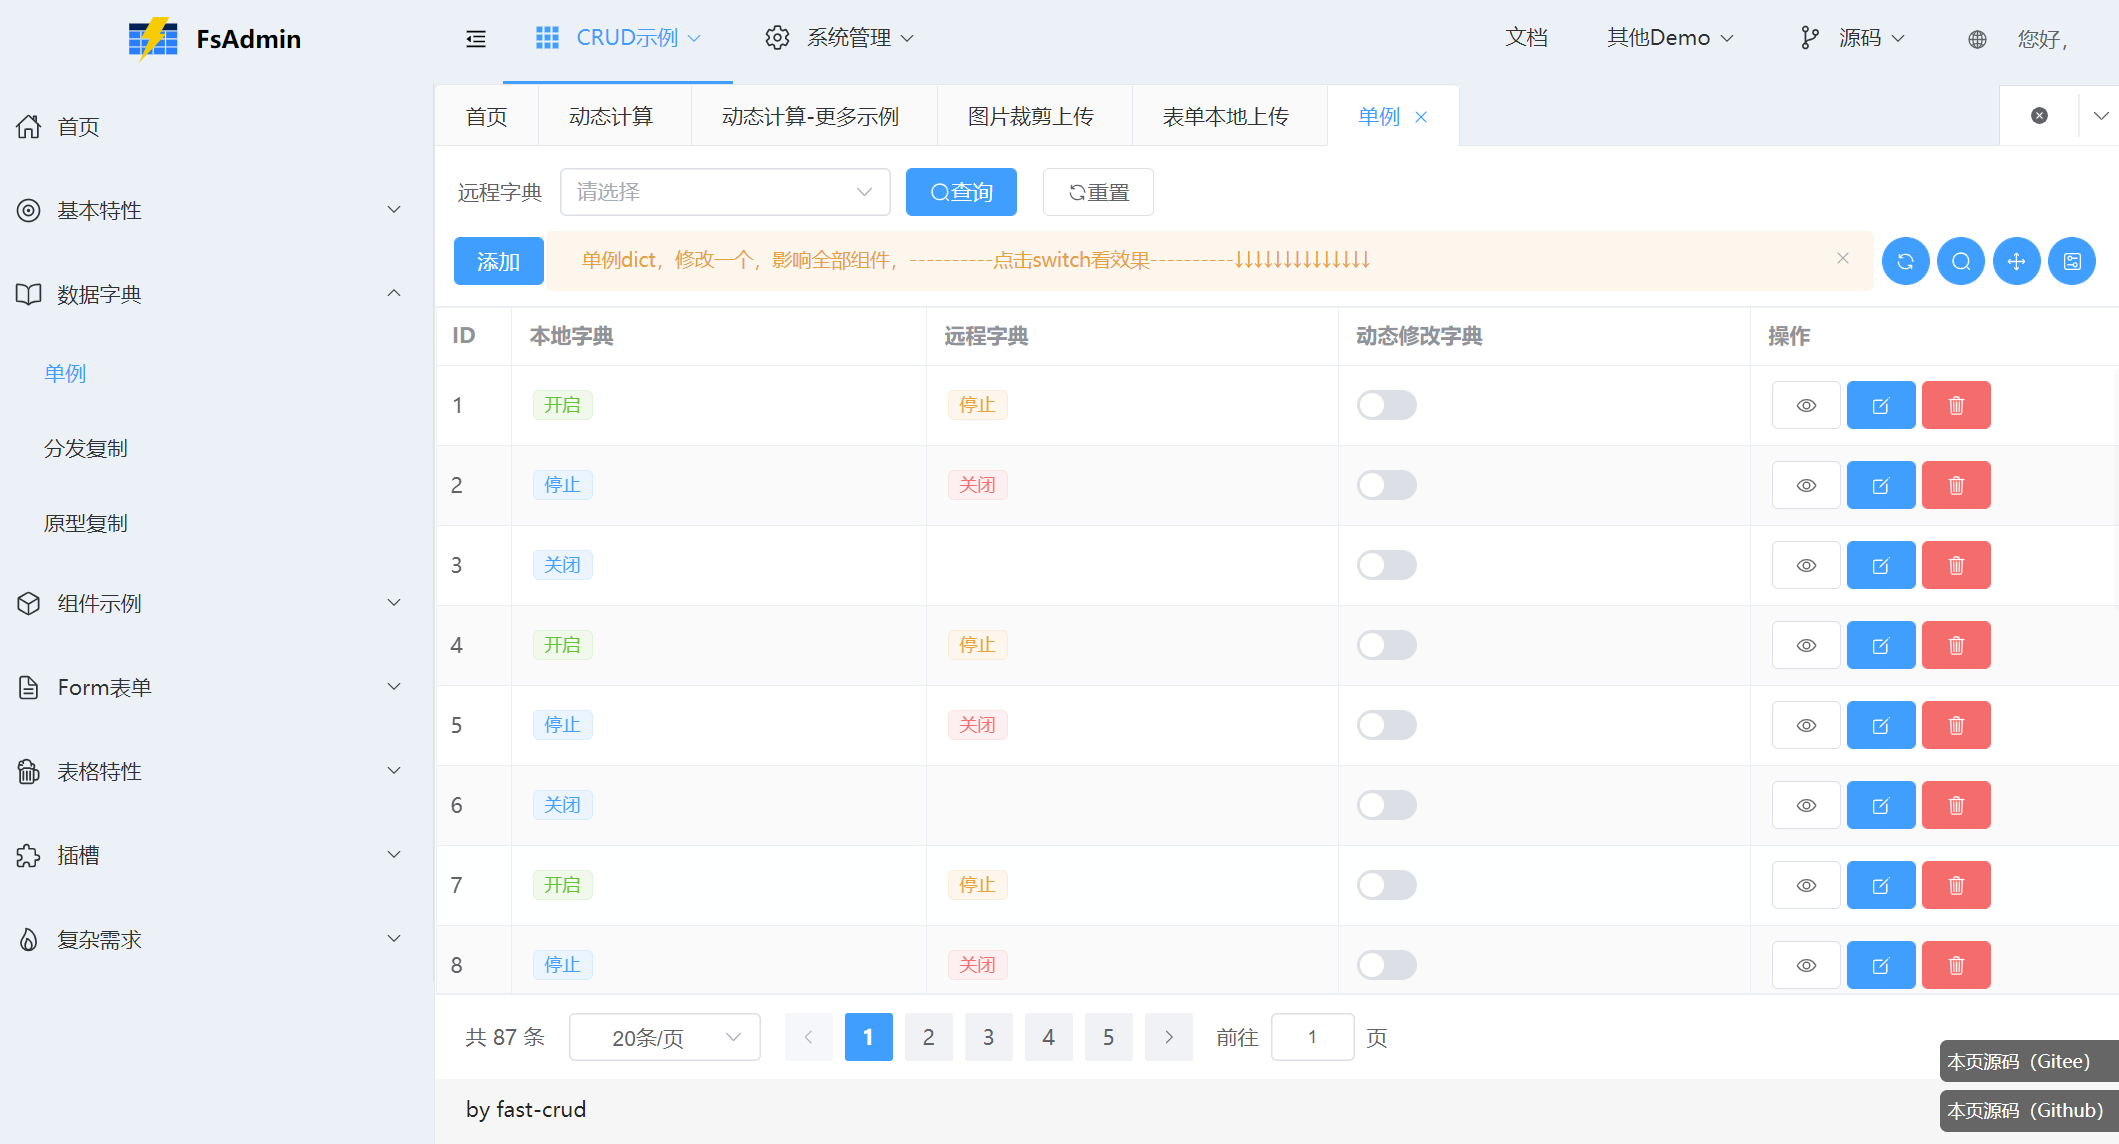 FsAdmin
CRUD示例
系统管理
文档
其他Demo
源码
您好,
首页
基本特性
数据字典
单例
分发复制
原型复制
组件示例
Form表单
表格特性
插槽
复杂需求
首页 动态计算 动态计算-更多示例 图片裁剪上传 表单本地上传 单例
远程字典 请选择 查询 重置
添加 单例dict，修改一个，影响全部组件，----------点击switch看效果----------↓↓↓↓↓↓↓↓↓↓↓↓↓↓
ID 本地字典 远程字典 动态修改字典 操作
1 开启 停止
2 停止 关闭
3 关闭
4 开启 停止
5 停止 关闭
6 关闭
7 开启 停止
8 停止 关闭
共 87 条 20条/页 1 2 3 4 5 前往 1 页
本页源码（Gitee）
by fast-crud
本页源码（Github）